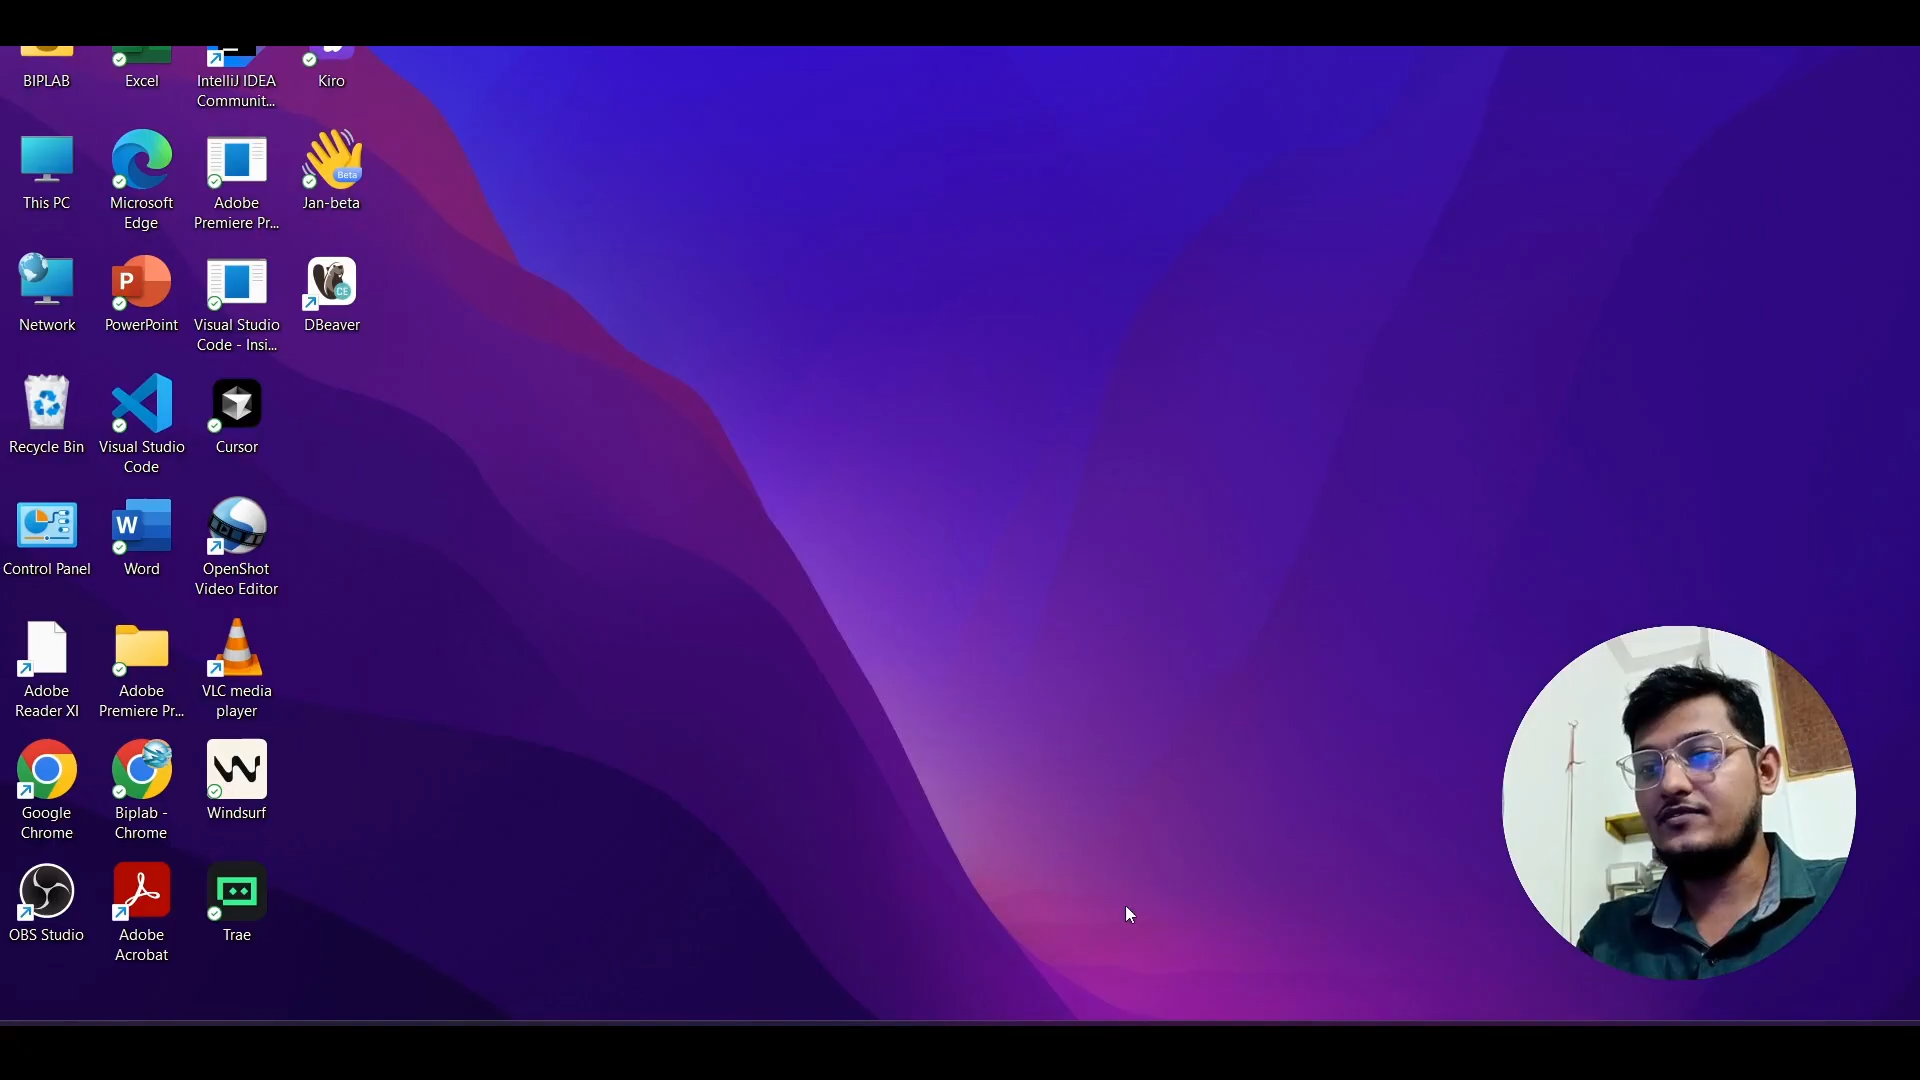 BIPLAB
Excel
IntelliJ IDEA
Communit...
Kiro
This PC
Microsoft
Edge
Adobe
Premiere Pr...
Beta
Jan-beta
Network
P
PowerPoint
Visual Studio
Code - Insi...
CE
DBeaver
Recycle Bin
Visual Studio
Code
Cursor
Control Panel
W
Word
OpenShot
Video Editor
Adobe
Reader XI
Adobe
Premiere Pr...
VLC media
player
Google
Chrome
Biplab -
Chrome
Windsurf
OBS Studio
Adobe
Acrobat
Trae